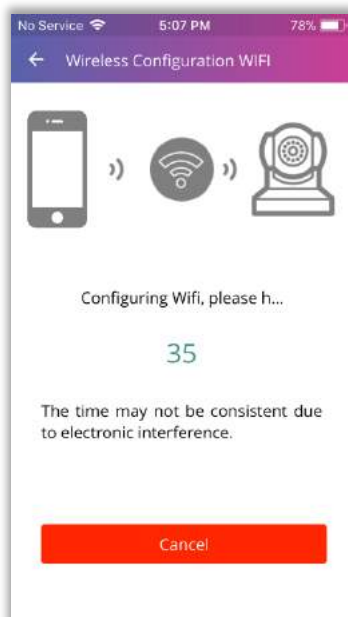 No Service 5:07 PM 78%
← Wireless Configuration WIFI
Configuring Wifi, please h...
35
The time may not be consistent due
to electronic interference.
Cancel